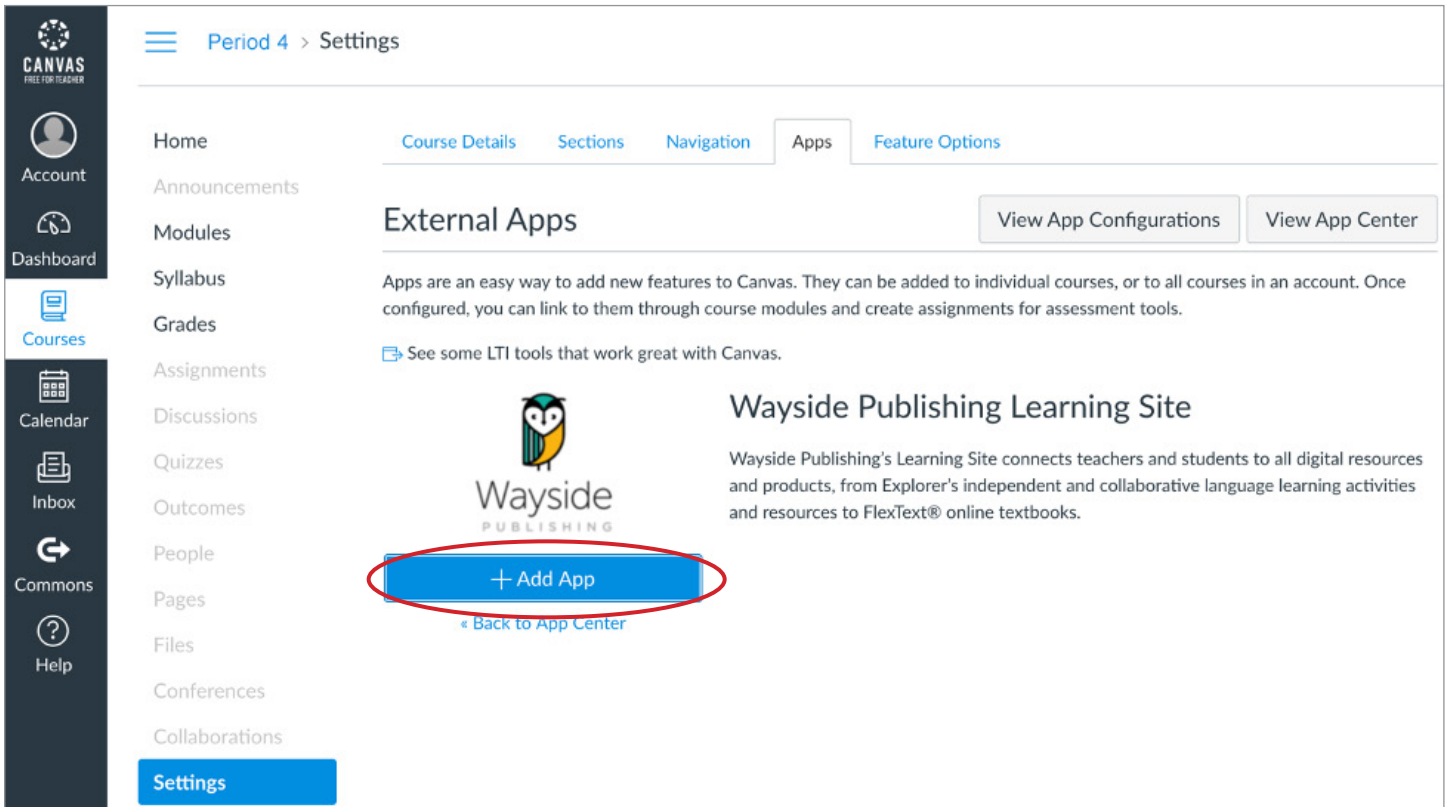 CANVAS
FREE FOR TEACHER
Account
Dashboard
Courses
Calendar
Inbox
Commons
Help
Period 4 > Settings
Home
Announcements
Modules
Syllabus
Grades
Assignments
Discussions
Quizzes
Outcomes
People
Pages
Files
Conferences
Collaborations
Settings
Course Details Sections Navigation Apps Feature Options
External Apps View App Configurations View App Center
Apps are an easy way to add new features to Canvas. They can be added to individual courses, or to all courses in an account. Once
configured, you can link to them through course modules and create assignments for assessment tools.
See some LTI tools that work great with Canvas.
Wayside
PUBLISHING
+ Add App
« Back to App Center
Wayside Publishing Learning Site
Wayside Publishing's Learning Site connects teachers and students to all digital resources
and products, from Explorer's independent and collaborative language learning activities
and resources to FlexText® online textbooks.